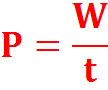 P = W/t